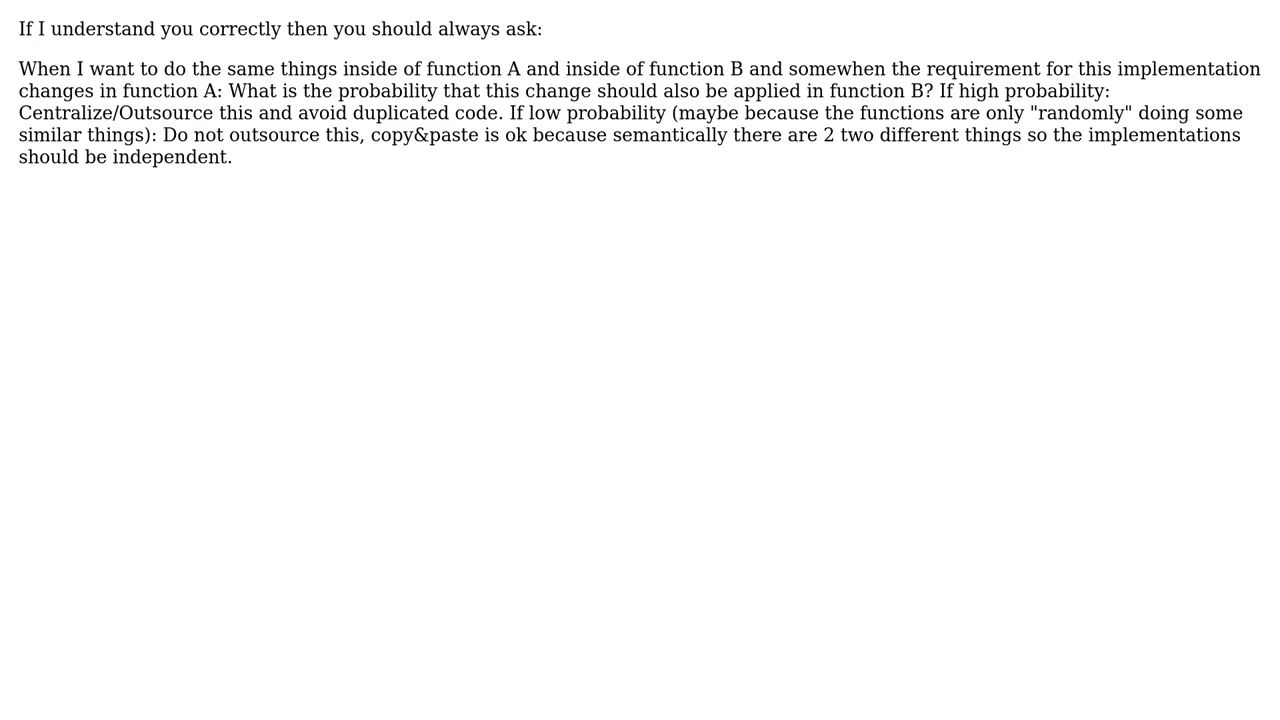 If I understand you correctly then you should always ask:
When I want to do the same things inside of function A and inside of function B and somewhen the requirement for this implementation
changes in function A: What is the probability that this change should also be applied in function B? If high probability:
Centralize/Outsource this and avoid duplicated code. If low probability (maybe because the functions are only "randomly" doing some
similar things): Do not outsource this, copy&paste is ok because semantically there are 2 two different things so the implementations
should be independent.